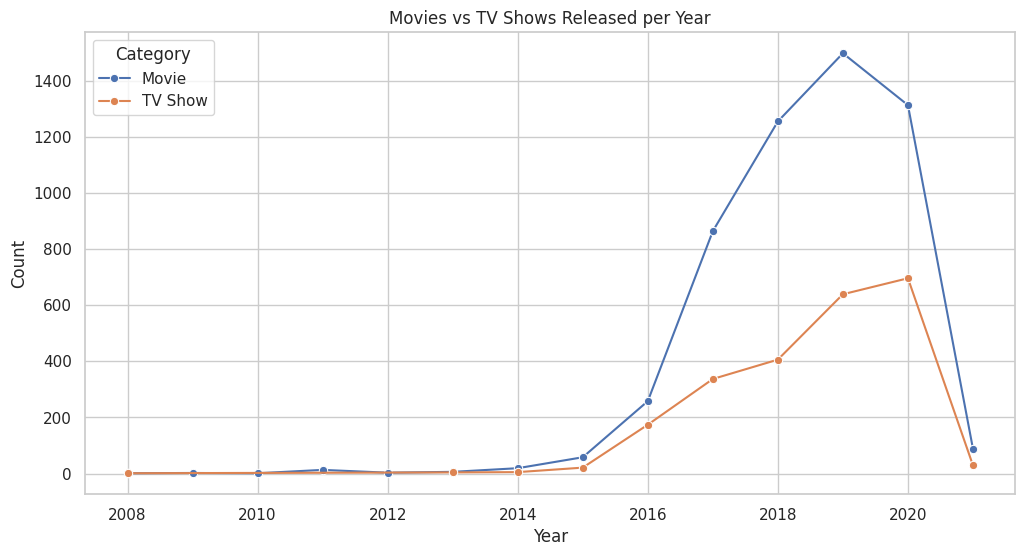 Movies vs TV Shows Released per Year
Category
Movie
TV Show
1400
1200
1000
800
600
400
200
0
Count
2008 2010 2012 2014 2016 2018 2020
Year